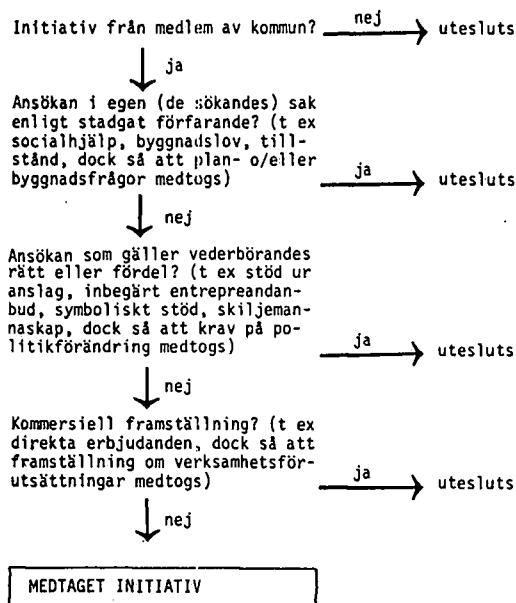 Initiativ från medlem av kommun? nej utesluts
ja
Ansökan i egen (de sökandes) sak
enligt stadgat förfarande? (t ex
socialhjälp, byggnadslov, till-
stånd, dock så att plan- o/eller
byggnadsfrågor medtogs) ja utesluts
nej
Ansökan som gäller vederbörandes
rätt eller fördel? (t ex stöd ur
anslag, inbegärt entrepreandan-
bud, symboliskt stöd, skiljeman-
naskap, dock så att krav på po-
litikförändring medtogs) ja utesluts
nej
Kommersiell framställning? (t ex
direkta erbjudanden, dock så att
framställning om verksamhetsför-
utsättningar medtogs) ja utesluts
nej
MEDTAGET INITIATIV